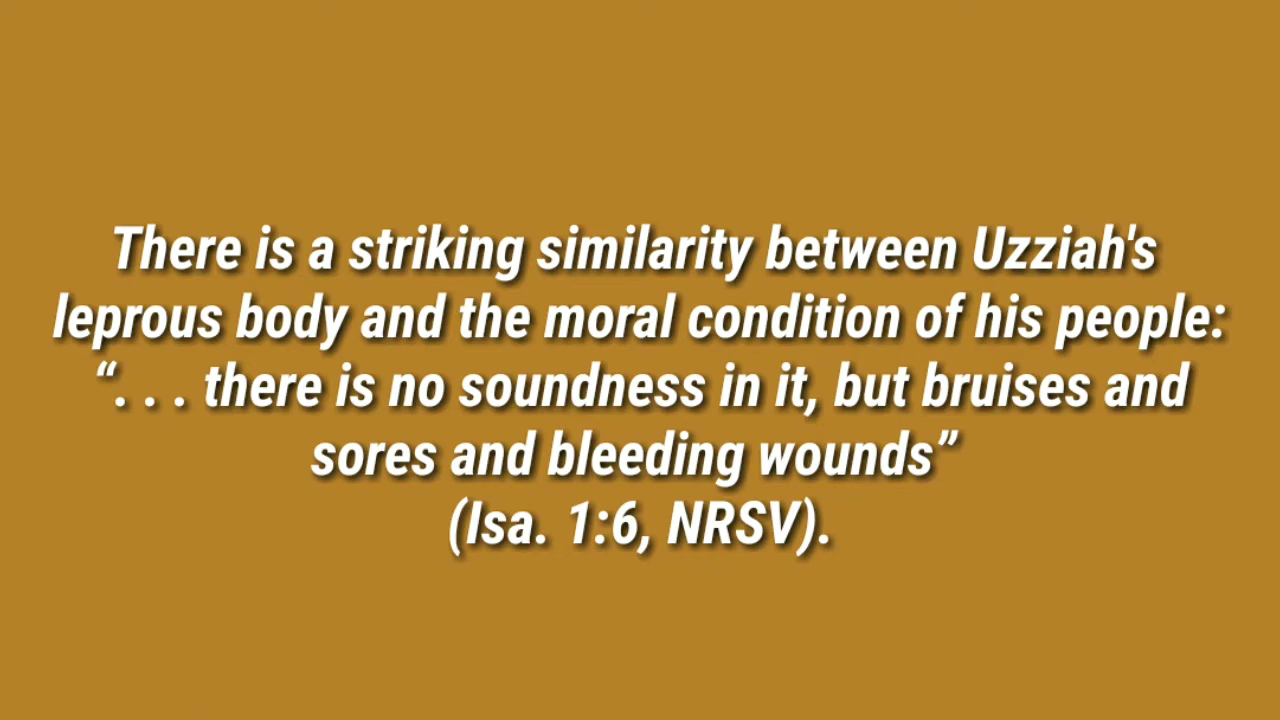 There is a striking similarity between Uzziah's
leprous body and the moral condition of his people:
“. . . there is no soundness in it, but bruises and
sores and bleeding wounds”
(Isa. 1:6, NRSV).